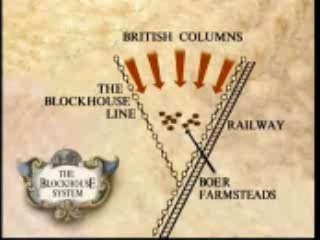 BRITISH COLUMNS
THE
BLOCKHOUSE
LINE
RAILWAY
BOER
FARMSTEADS
THE
BLOCKHOUSE
SYSTEM